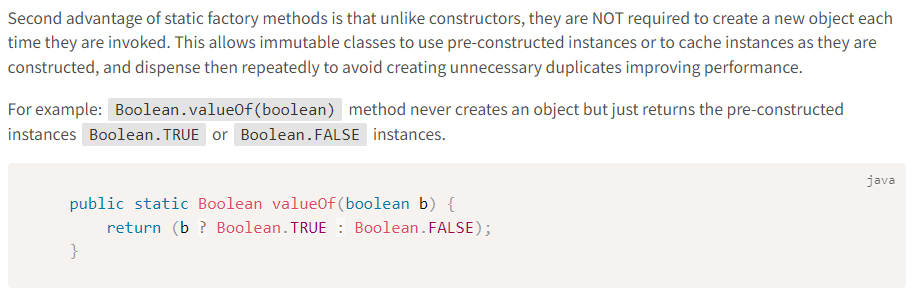 Second advantage of static factory methods is that unlike constructors, they are NOT required to create a new object each
time they are invoked. This allows immutable classes to use pre-constructed instances or to cache instances as they are
constructed, and dispense then repeatedly to avoid creating unnecessary duplicates improving performance.
For example: Boolean.valueOf(boolean) method never creates an object but just returns the pre-constructed
instances Boolean.TRUE or Boolean.FALSE instances.
java
public static Boolean valueOf(boolean b) {
    return (b ? Boolean.TRUE : Boolean.FALSE);
}